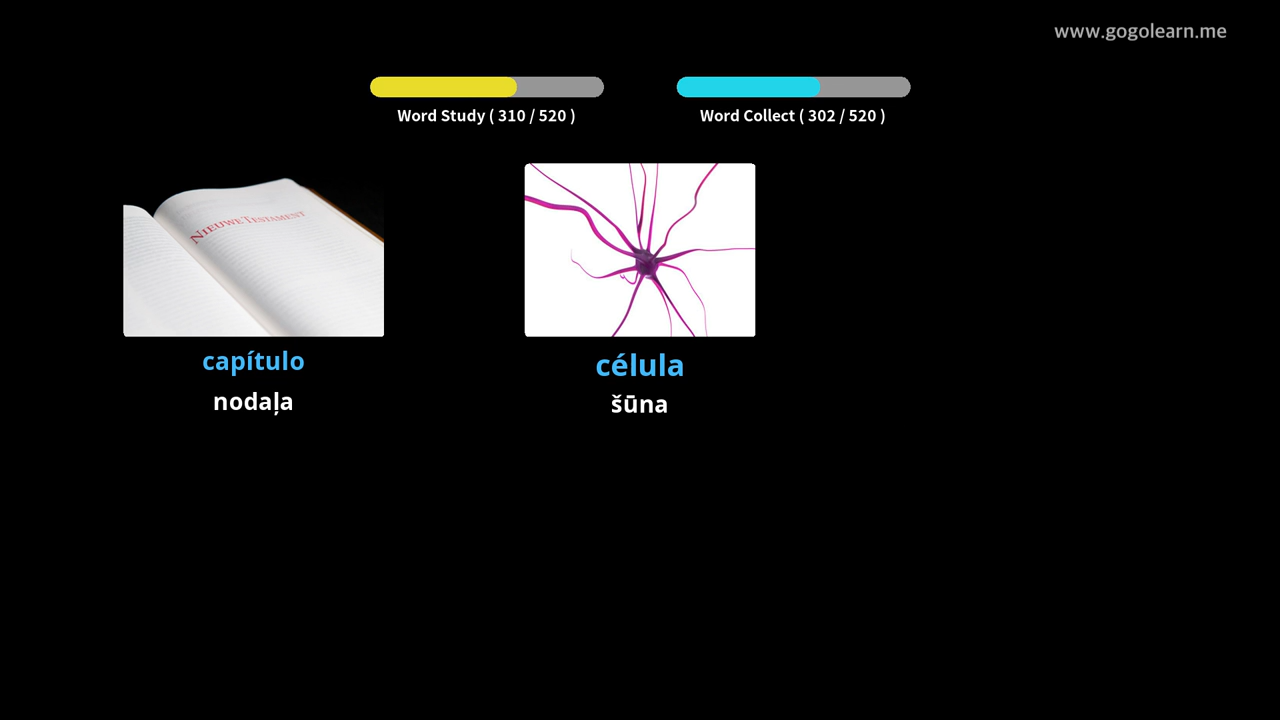 www.gogolearn.me
Word Study ( 310 / 520 )
Word Collect ( 302 / 520 )
NIEUWE TESTAMENT
capítulo
célula
nodaļa
šūna